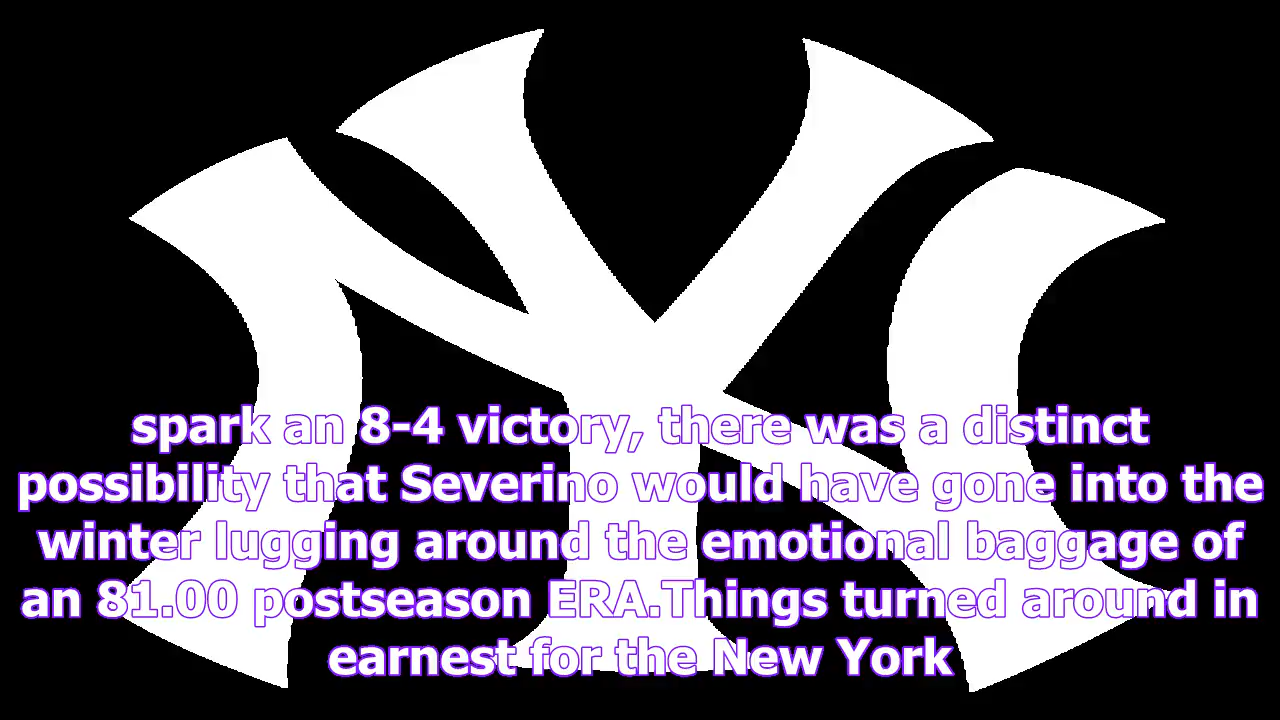 spark an 8-4 victory, there was a distinct
possibility that Severino would have gone into the
winter lugging around the emotional baggage of
an 81.00 postseason ERA.Things turned around in
earnest for the New York